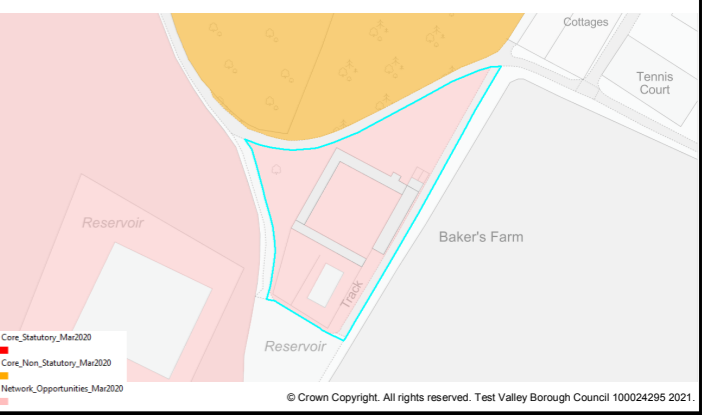 Cottages
Tennis
Court
Reservoir
Baker's Farm
Track
Reservoir
Core_Statutory_Mar2020
Core_Non_Statutory_Mar2020
Network_Opportunities_Mar2020
© Crown Copyright. All rights reserved. Test Valley Borough Council 100024295 2021.